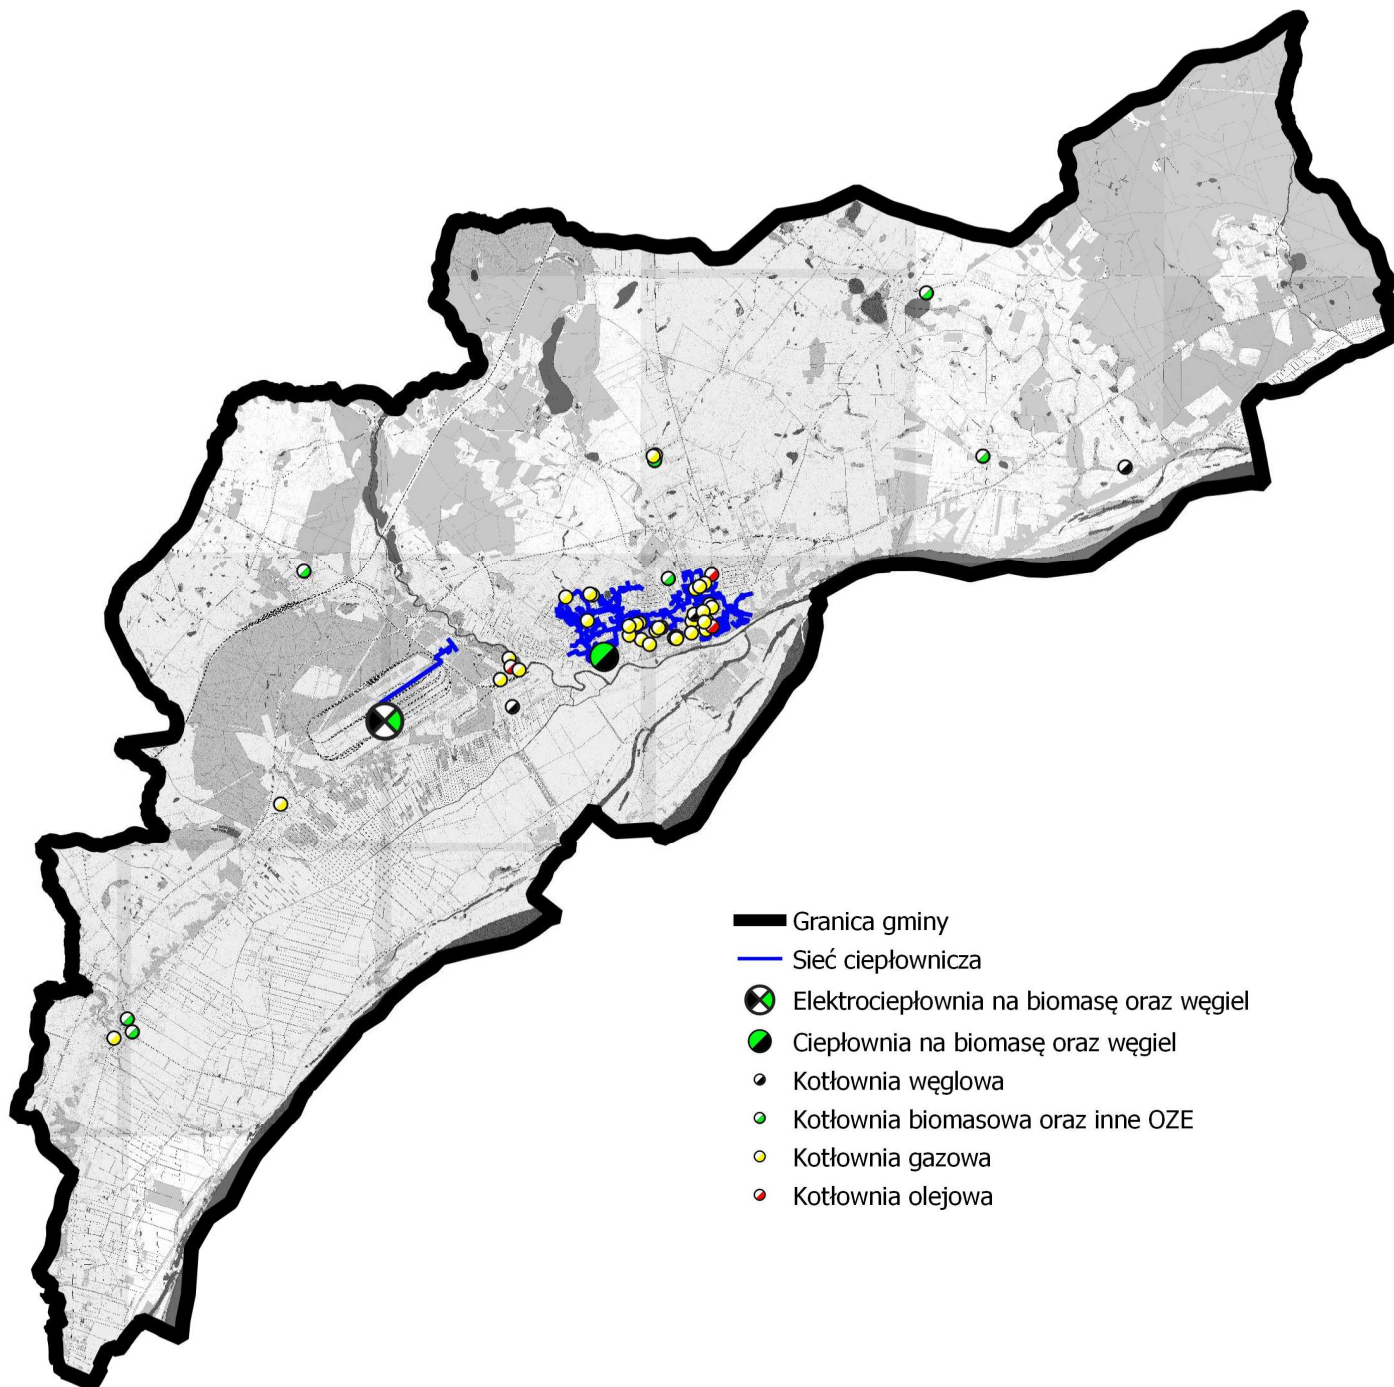 Granica gminy
Sieć ciepłownicza
Elektrociepłownia na biomasę oraz węgiel
Ciepłownia na biomasę oraz węgiel
Kotłownia węglowa
Kotłownia biomasowa oraz inne OZE
Kotłownia gazowa
Kotłownia olejowa